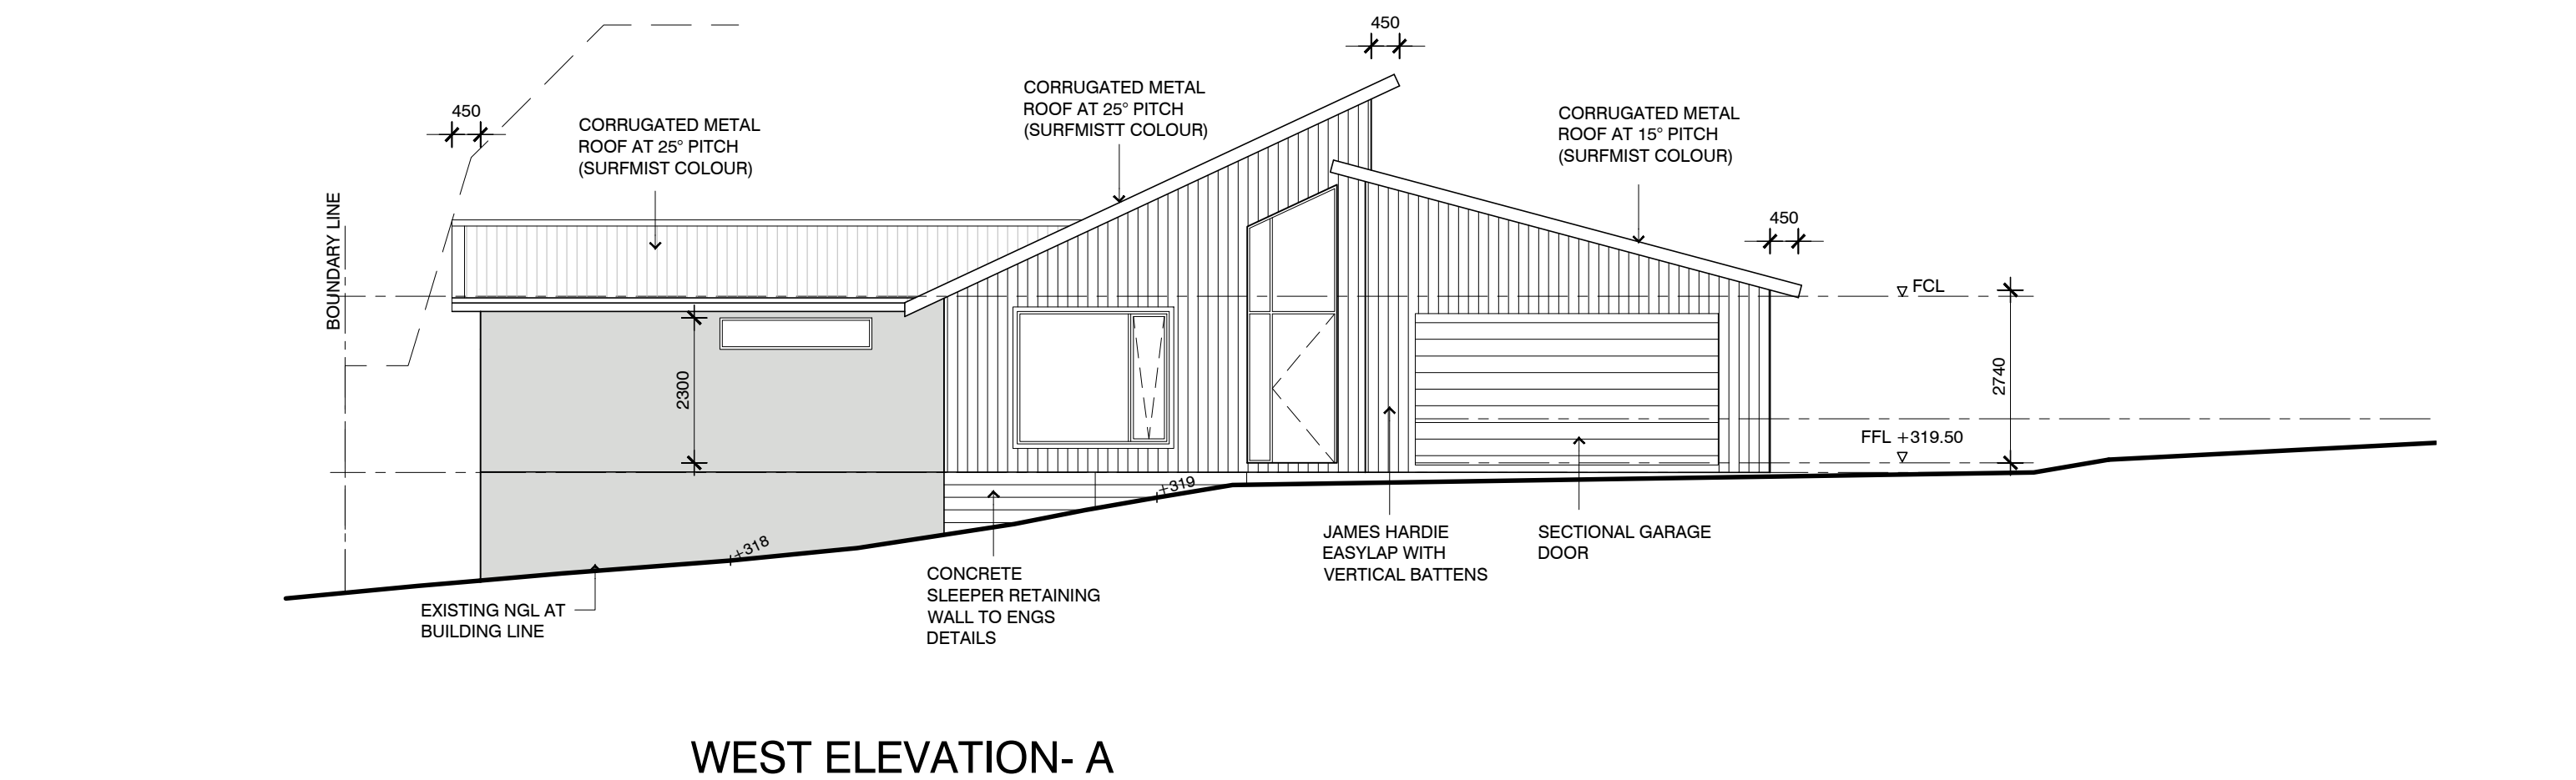 450
450
CORRUGATED METAL
ROOF AT 25° PITCH
(SURFMIST COLOUR)
CORRUGATED METAL
ROOF AT 25° PITCH
(SURFMISTT COLOUR)
CORRUGATED METAL
ROOF AT 15° PITCH
(SURFMIST COLOUR)
450
BOUNDARY LINE
FCL
2300
2740
FFL +319.50
+319
+318
JAMES HARDIE
EASYLAP WITH
VERTICAL BATTENS
SECTIONAL GARAGE
DOOR
CONCRETE
SLEEPER RETAINING
WALL TO ENGS
DETAILS
EXISTING NGL AT
BUILDING LINE
WEST ELEVATION- A